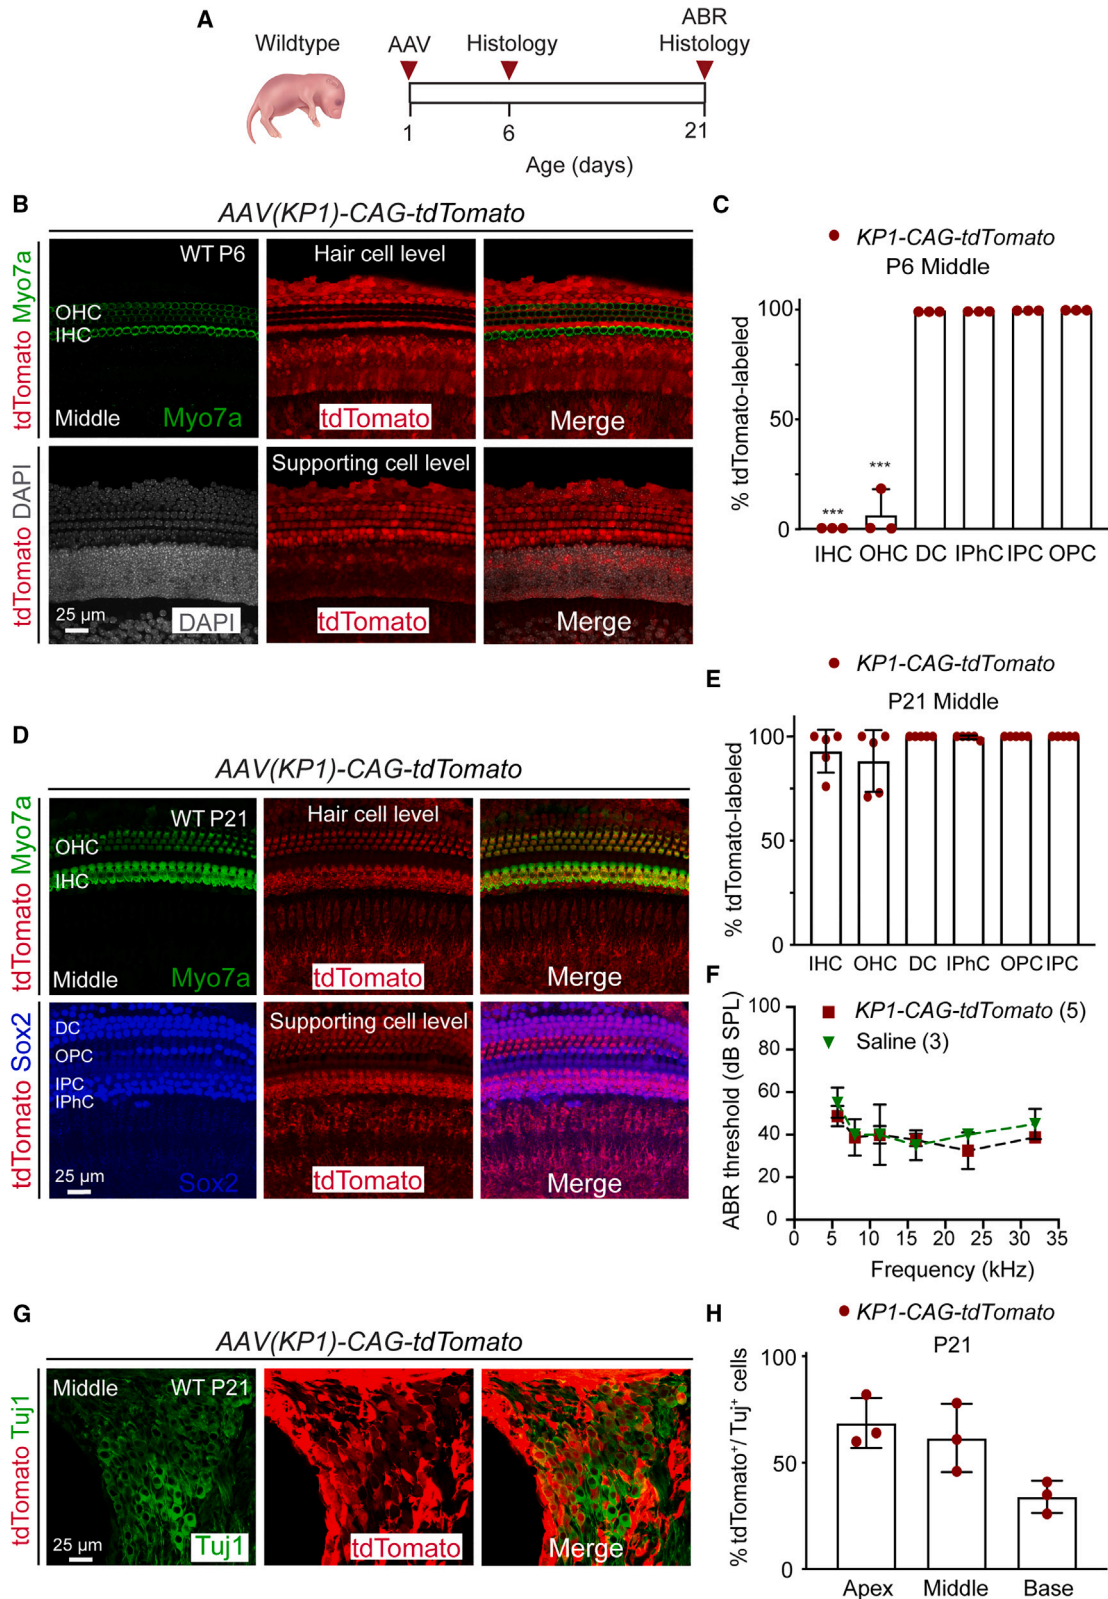 A
Wildtype
AAV
Histology
ABR
Histology
1
6
21
Age (days)
B
AAV(KP1)-CAG-tdTomato
tdTomato Myo7a
WT P6
OHC
IHC
Middle
Myo7a
Hair cell level
tdTomato
Merge
tdTomato DAPI
25 µm
DAPI
Supporting cell level
tdTomato
Merge
C
KP1-CAG-tdTomato
P6 Middle
% tdTomato-labeled
100
50
0
***
***
IHC OHC DC IPhC IPC OPC
D
AAV(KP1)-CAG-tdTomato
tdTomato Myo7a
WT P21
OHC
IHC
Middle
Myo7a
Hair cell level
tdTomato
Merge
tdTomato Sox2
DC
OPC
IPC
IPhC
25 µm
Sox2
Supporting cell level
tdTomato
Merge
E
KP1-CAG-tdTomato
P21 Middle
% tdTomato-labeled
100
50
0
IHC OHC DC IPhC OPC IPC
F
KP1-CAG-tdTomato (5)
Saline (3)
ABR threshold (dB SPL)
100
80
60
40
20
0
0 5 10 15 20 25 30 35
Frequency (kHz)
G
AAV(KP1)-CAG-tdTomato
tdTomato Tuj1
Middle
WT P21
25 µm
Tuj1
tdTomato
Merge
H
KP1-CAG-tdTomato
P21
% tdTomato⁺/ Tuj⁺ cells
100
50
0
Apex Middle Base